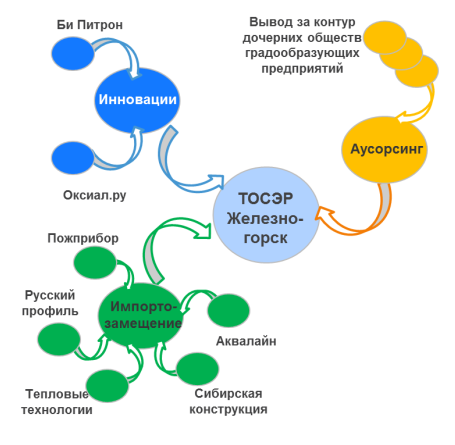 Би Питрон
Вывод за контур
дочерних обществ
градообразующих
предприятий
Инновации
Аусорсинг
Оксиал.ру
ТОСЭР
Железно-
горск
Пожприбор
Русский
профиль
Импорто-
замещение
Аквалайн
Тепловые
технологии
Сибирская
конструкция